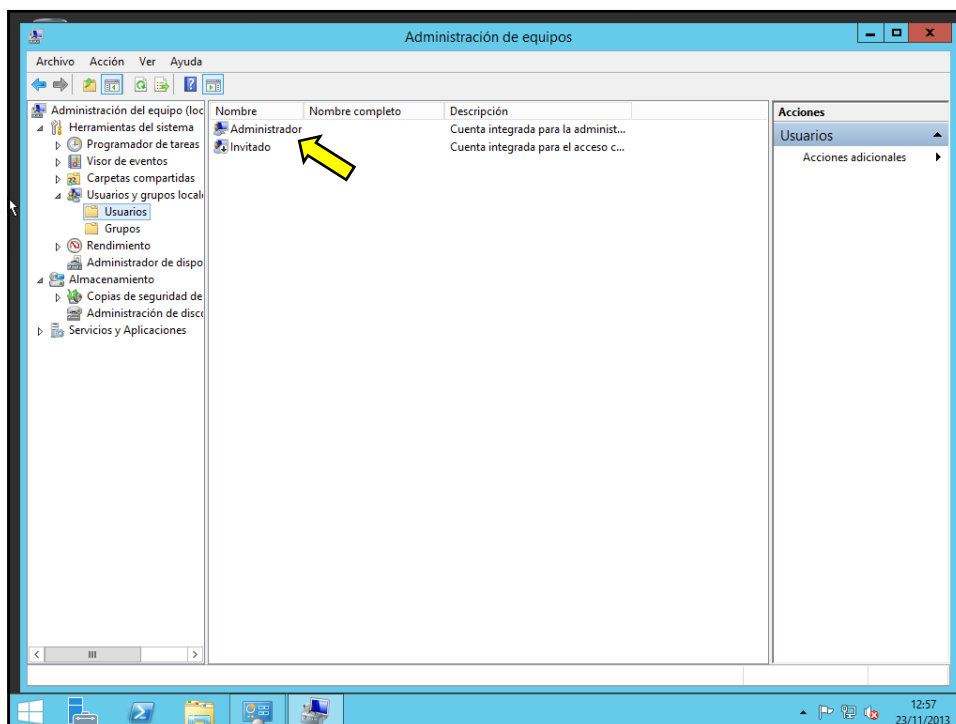 Administración de equipos
Archivo Acción Ver Ayuda
Administración del equipo (loc
Herramientas del sistema
Programador de tareas
Visor de eventos
Carpetas compartidas
Usuarios y grupos local
Usuarios
Grupos
Rendimiento
Administrador de dispo
Almacenamiento
Copias de seguridad de
Administración de disc
Servicios y Aplicaciones
Nombre Nombre completo Descripción
Administrador Cuenta integrada para la administ...
Invitado Cuenta integrada para el acceso c...
Acciones
Usuarios
Acciones adicionales
12:57
23/11/2013